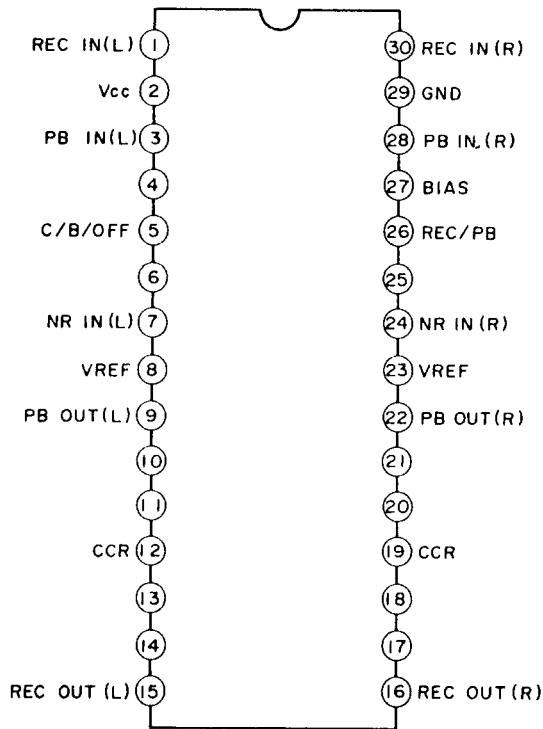 REC IN(L) 1 30 REC IN(R)
Vcc 2 29 GND
PB IN(L) 3 28 PB IN.(R)
4 27 BIAS
C/B/OFF 5 26 REC/PB
6 25
NR IN(L) 7 24 NR IN(R)
VREF 8 23 VREF
PB OUT(L) 9 22 PB OUT(R)
10 21
11 20
CCR 12 19 CCR
13 18
14 17
REC OUT(L) 15 16 REC OUT(R)